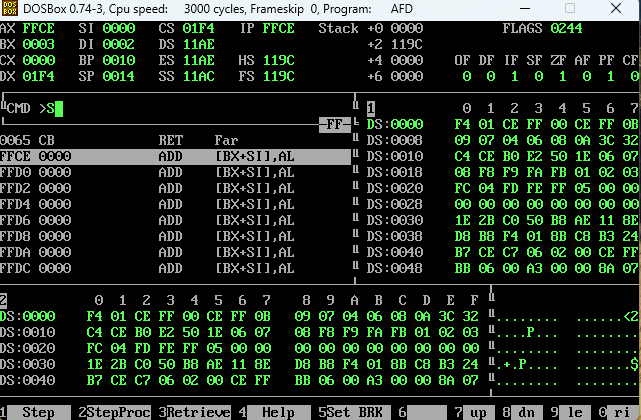 DOSBox 0.74-3, Cpu speed: 3000 cycles, Frameskip 0, Program: AFD
AX FFCE SI 0000 CS 01F4 IP FFCE Stack +0 0000 FLAGS 0244
BX 0003 DI 0002 DS 11AE +2 119C
CX 0000 BP 0010 ES 11AE HS 119C +4 0000 OF DF IF SF ZF AF PF CF
DX 01F4 SP 0014 SS 11AC FS 119C +6 0000 0 0 1 0 1 0 1 0
CMD >S 1 0 1 2 3 4 5 6 7
FF DS:0000 F4 01 CE FF 00 CE FF 0B
0065 CB RET Far DS:0008 09 07 04 06 08 0A 3C 32
FFCE 0000 ADD [BX+SI],AL DS:0010 C4 CE B0 E2 50 1E 06 07
FFD0 0000 ADD [BX+SI],AL DS:0018 08 F8 F9 FA FB 01 02 03
FFD2 0000 ADD [BX+SI],AL DS:0020 FC 04 FD FE FF 05 00 00
FFD4 0000 ADD [BX+SI],AL DS:0028 00 00 00 00 00 00 00 00
FFD6 0000 ADD [BX+SI],AL DS:0030 1E 2B C0 50 B8 AE 11 8E
FFD8 0000 ADD [BX+SI],AL DS:0038 D8 B8 F4 01 8B C8 B3 24
FFDA 0000 ADD [BX+SI],AL DS:0040 B7 CE C7 06 02 00 CE FF
FFDC 0000 ADD [BX+SI],AL DS:0048 BB 06 00 A3 00 00 8A 07
2 0 1 2 3 4 5 6 7 8 9 A B C D E F
DS:0000 F4 01 CE FF 00 CE FF 0B 09 07 04 06 08 0A 3C 32 ........ ......<2
DS:0010 C4 CE B0 E2 50 1E 06 07 08 F8 F9 FA FB 01 02 03 ....P... ........
DS:0020 FC 04 FD FE FF 05 00 00 00 00 00 00 00 00 00 00 ........ ........
DS:0030 1E 2B C0 50 B8 AE 11 8E D8 B8 F4 01 8B C8 B3 24 .+.P.... .......$
DS:0040 B7 CE C7 06 02 00 CE FF BB 06 00 A3 00 00 8A 07 ........ ........
1 Step 2 StepProc 3 Retrieve 4 Help 5 Set BRK 6 7 up 8 dn 9 le 0 ri